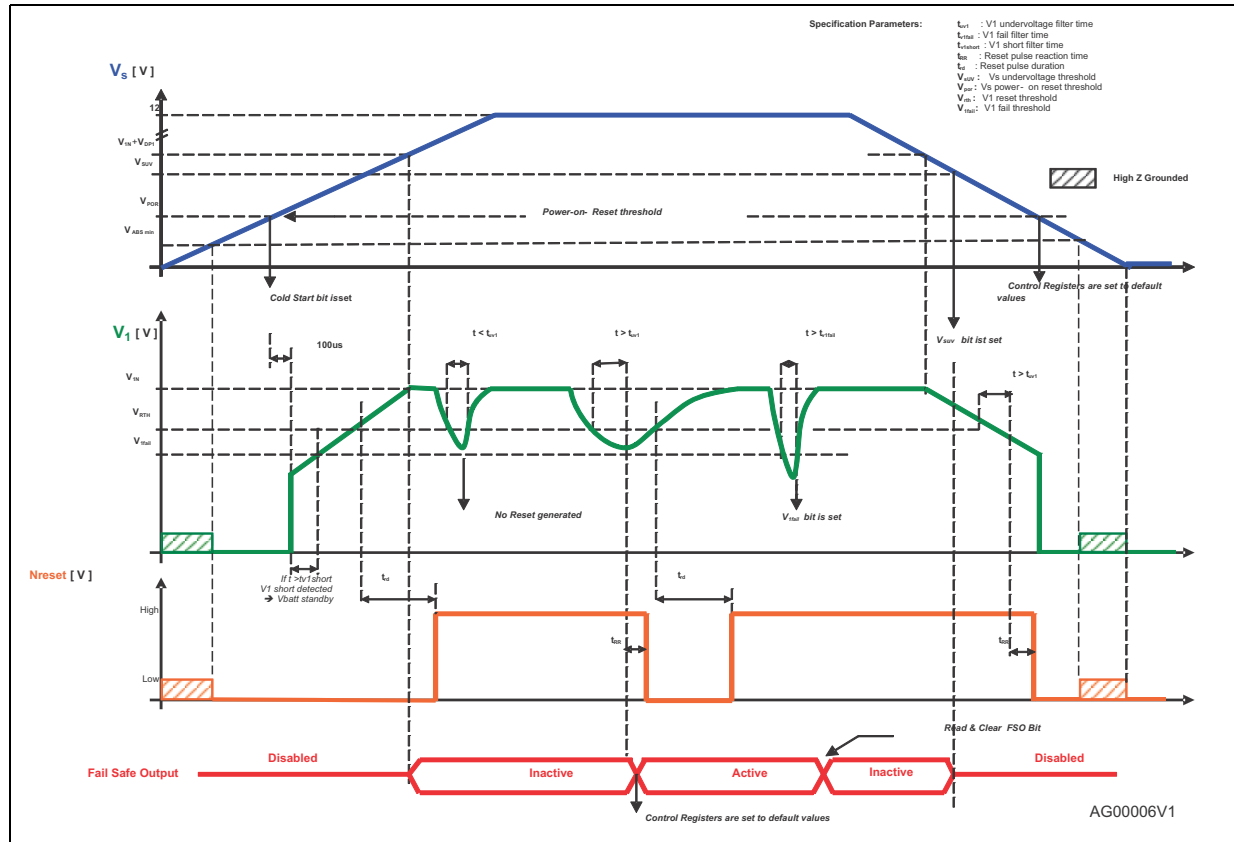 Specification Parameters:
tuv1 : V1 undervoltage filter time
tv1fail : V1 fail filter time
tv1short : V1 short filter time
tRR : Reset pulse reaction time
trd : Reset pulse duration
VsUV : Vs undervoltage threshold
Vpor : Vs power- on reset threshold
Vrth : V1 reset threshold
V1fail : V1 fail threshold
Vs [ V ]
12
V1N+VDP1
VSUV
VPOR
VABS min
Power-on- Reset threshold
High Z Grounded
Cold Start bit isset
Control Registers are set to default
values
Vsuv bit ist set
V1 [ V ]
100us
t < tuv1
t > tuv1
t > tv1fail
t > tuv1
V1N
VRTH
V1fail
No Reset generated
V1fail bit is set
If t >tv1short
V1 short detected
➔ Vbatt standby
Nreset [ V ]
High
Low
trd
trd
tRR
tRR
Read & Clear FSO Bit
Fail Safe Output
Disabled
Inactive
Active
Inactive
Disabled
Control Registers are set to default values
AG00006V1